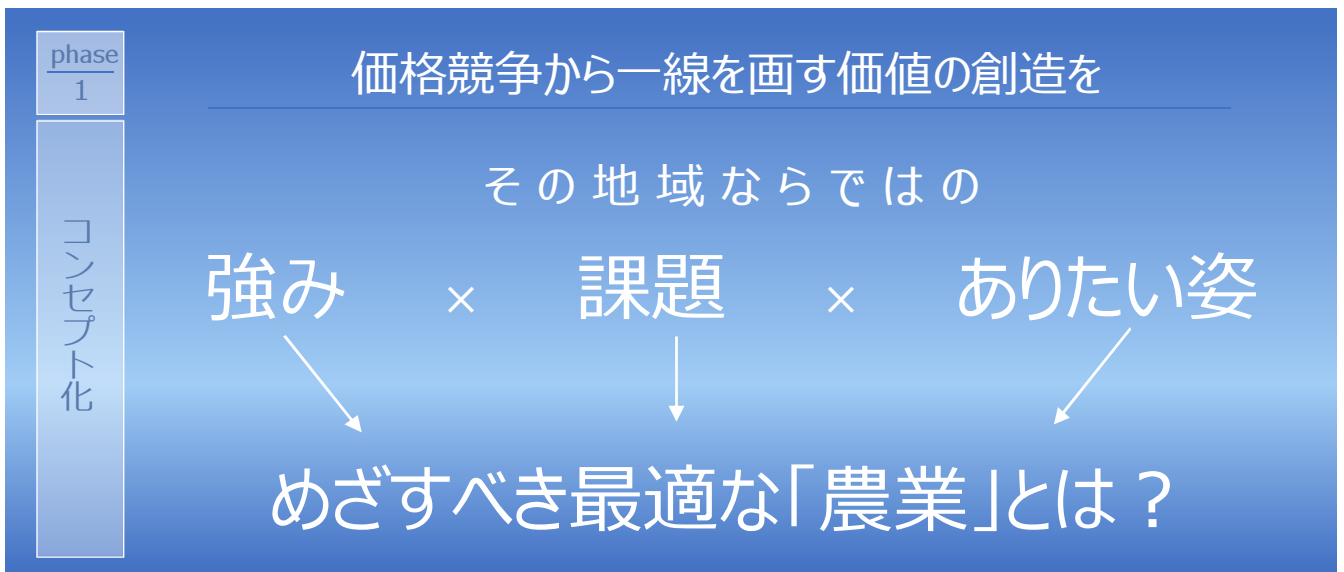 phase
1
コンセプト化
価格競争から一線を画す価値の創造を
その地域ならではの
強み × 課題 × ありたい姿
めざすべき最適な「農業」とは？